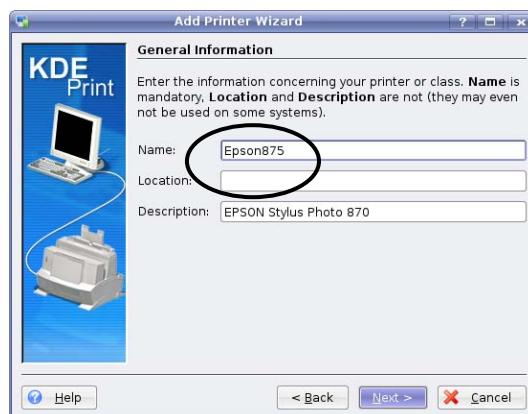 Add Printer Wizard
?
KDE
Print
General Information
Enter the information concerning your printer or class. Name is
mandatory, Location and Description are not (they may even
not be used on some systems).
Name: Epson875
Location:
Description: EPSON Stylus Photo 870
Help
< Back
Next >
Cancel